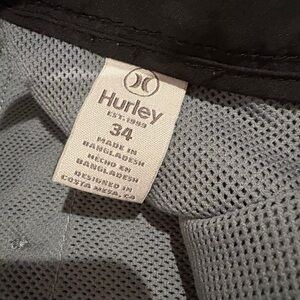 Hurley
EST. 1999
34
MADE IN
BANGLADESH
HECHO EN
BANGLADESH
DESIGNED IN
COSTA MESA, CA